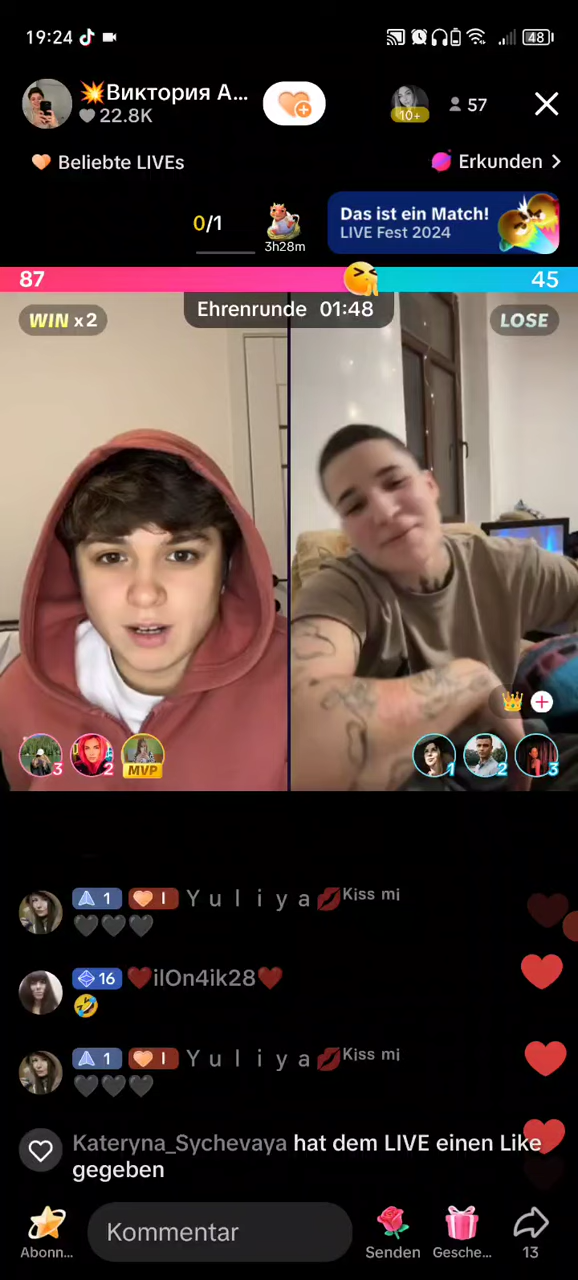 19:24
48
💥Виктория А...
22.8K
10+
57
Beliebte LIVEs
Erkunden
0/1
3h28m
Das ist ein Match!
LIVE Fest 2024
87
45
WIN x2
Ehrenrunde 01:48
LOSE
3
2
MVP
1
2
3
1 I Y u l i y a💋ᴷⁱˢˢ ᵐⁱ
🖤🖤🖤
16 ❤️ilOn4ik28❤️
🤣
1 I Y u l i y a💋ᴷⁱˢˢ ᵐⁱ
🖤🖤🖤
Kateryna_Sychevaya hat dem LIVE einen Like
gegeben
Kommentar
Abonn...
Senden
Gesche...
13